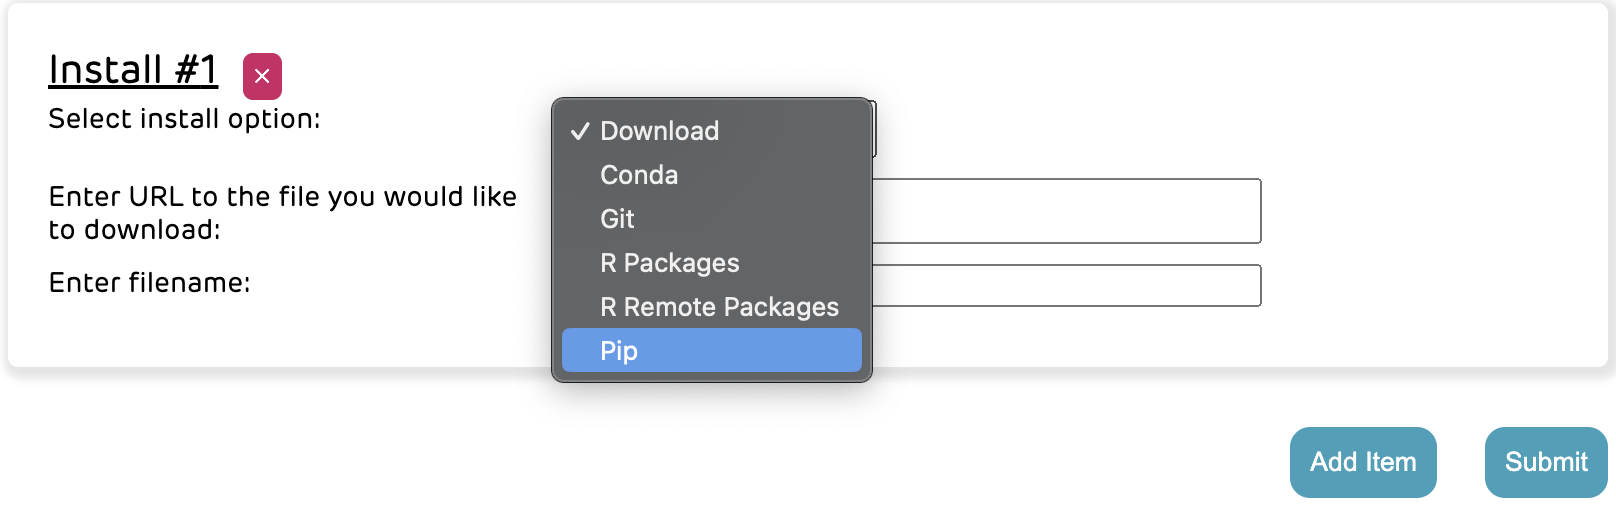 Install #1
Select install option:
Download
Conda
Git
R Packages
R Remote Packages
Pip
Enter URL to the file you would like
to download:
Enter filename:
Add Item
Submit